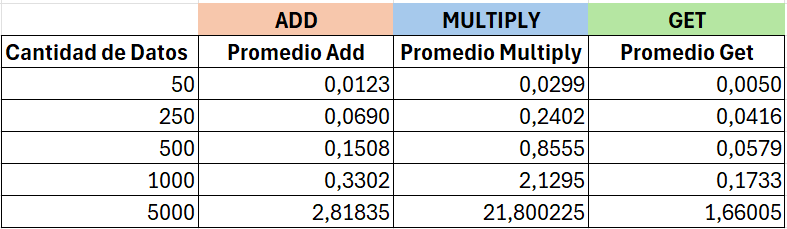 ADD MULTIPLY GET
Cantidad de Datos Promedio Add Promedio Multiply Promedio Get
50 0,0123 0,0299 0,0050
250 0,0690 0,2402 0,0416
500 0,1508 0,8555 0,0579
1000 0,3302 2,1295 0,1733
5000 2,81835 21,800225 1,66005